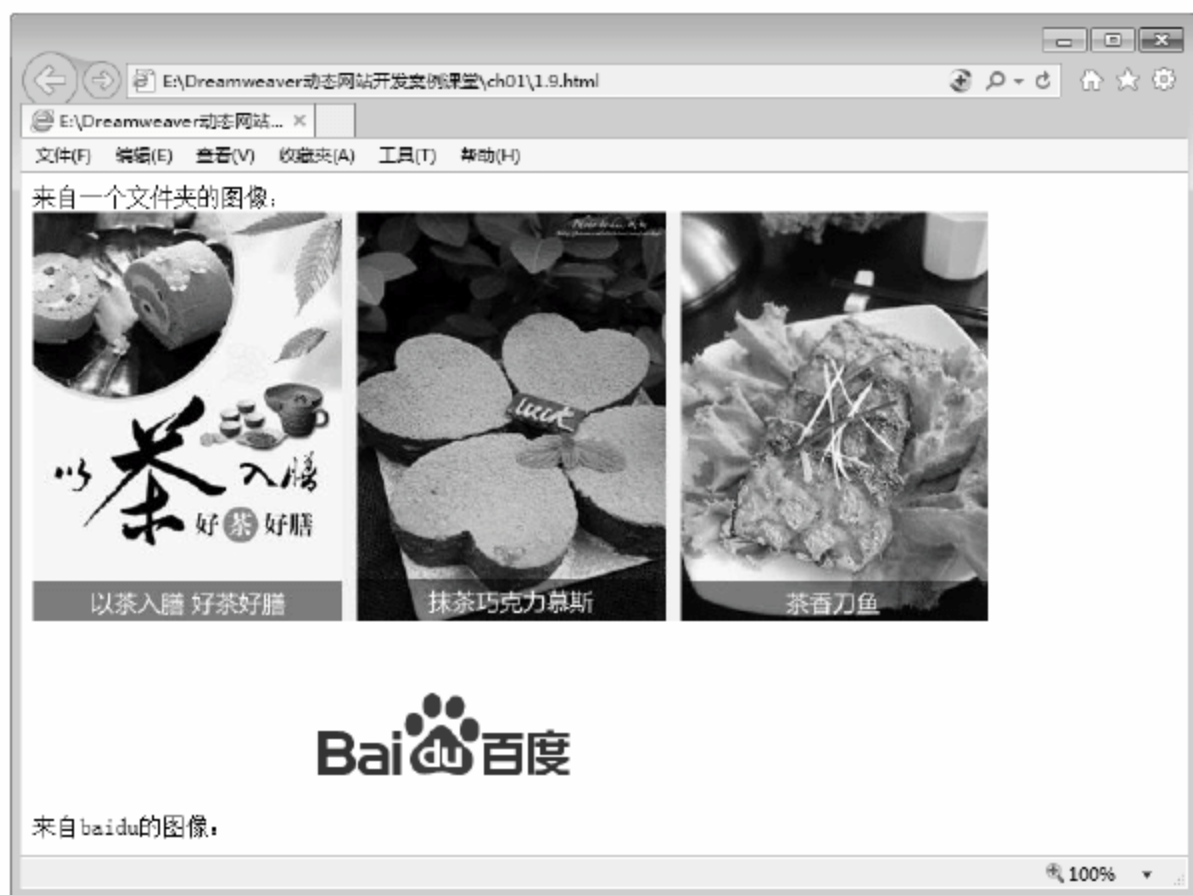 E:\Dreamweaver动态网站开发案例课堂\ch01\1.9.html
E:\Dreamweaver动态网站... ×
文件(F) 编辑(E) 查看(V) 收藏夹(A) 工具(T) 帮助(H)
来自一个文件夹的图像：
以茶入膳
好茶好膳
以茶入膳 好茶好膳
抹茶巧克力慕斯
茶香刀鱼
Bai du 百度
来自baidu的图像：
100%